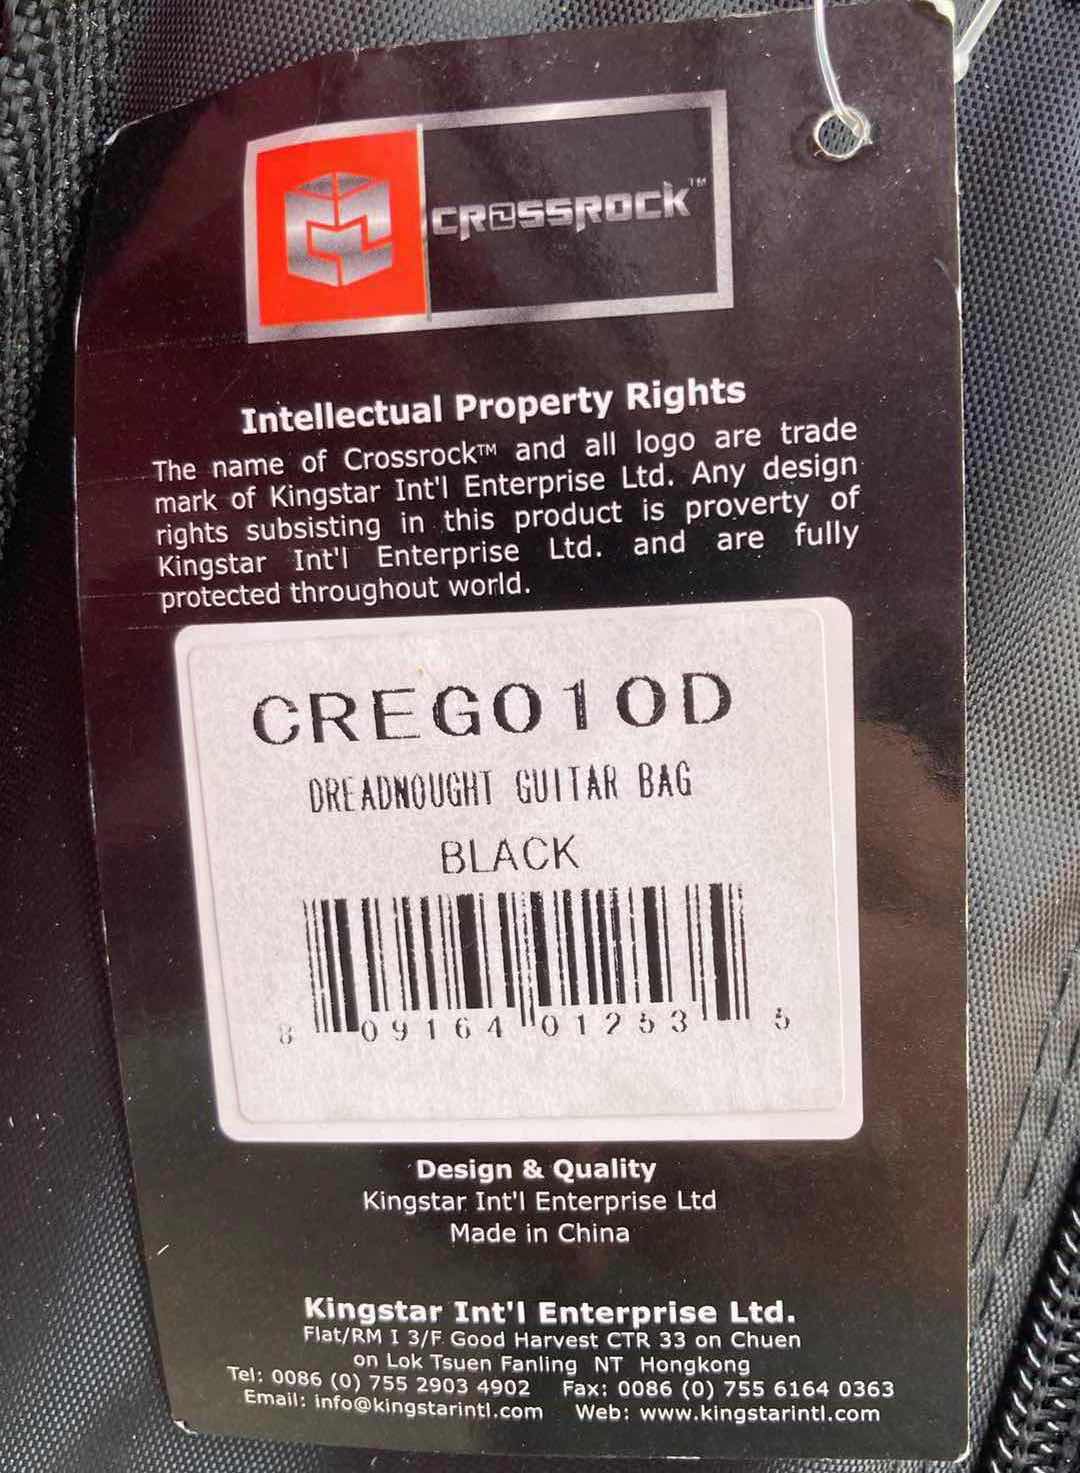 CROSSROCK™
Intellectual Property Rights
The name of Crossrock™ and all logo are trade
mark of Kingstar Int'l Enterprise Ltd. Any design
rights subsisting in this product is proverty of
Kingstar Int'l Enterprise Ltd. and are fully
protected throughout world.
CREG010D
DREADNOUGHT GUITAR BAG
BLACK
8 09164 01253 5
Design & Quality
Kingstar Int'l Enterprise Ltd
Made in China
Kingstar Int'l Enterprise Ltd.
Flat/RM I 3/F Good Harvest CTR 33 on Chuen
on Lok Tsuen Fanling NT Hongkong
Tel: 0086 (0) 755 2903 4902 Fax: 0086 (0) 755 6164 0363
Email: info@kingstarintl.com Web: www.kingstarintl.com